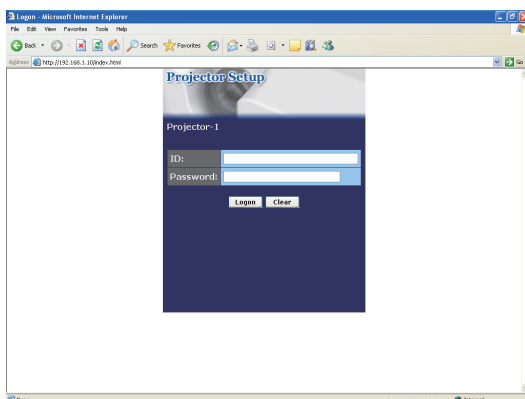 Logon - Microsoft Internet Explorer
File Edit View Favorites Tools Help
Back Search Favorites
Address http://192.168.1.10/index.html Go
Projector Setup
Projector-1
ID:
Password:
Logon Clear